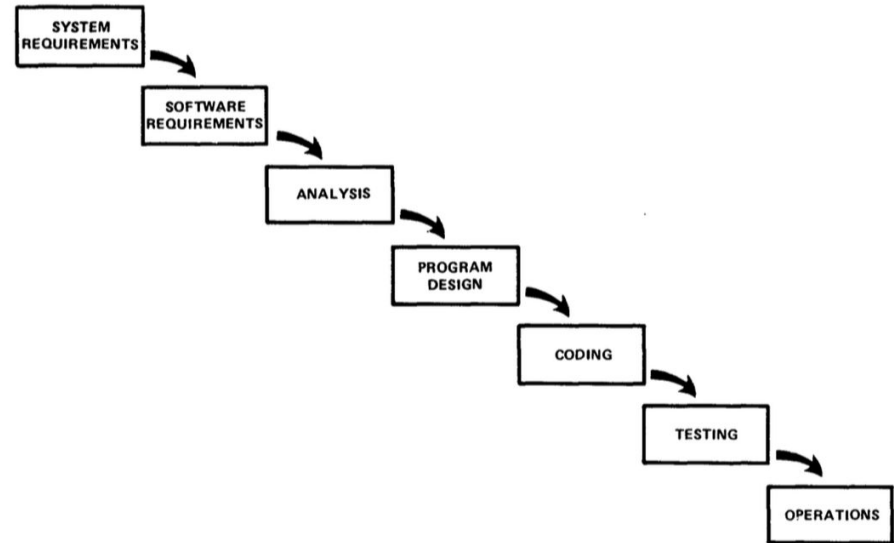 SYSTEM
REQUIREMENTS
SOFTWARE
REQUIREMENTS
ANALYSIS
PROGRAM
DESIGN
CODING
TESTING
OPERATIONS